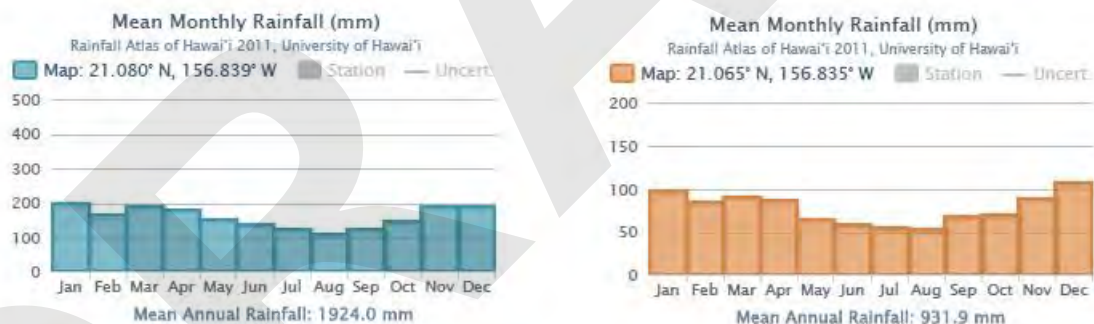 Mean Monthly Rainfall (mm)
Rainfall Atlas of Hawai'i 2011, University of Hawai'i
Map: 21.080° N, 156.839° W Station Uncert.
500
400
300
200
100
0
Jan Feb Mar Apr May Jun Jul Aug Sep Oct Nov Dec
Mean Annual Rainfall: 1924.0 mm
Mean Monthly Rainfall (mm)
Rainfall Atlas of Hawai'i 2011, University of Hawai'i
Map: 21.065° N, 156.835° W Station Uncert.
200
150
100
50
0
Jan Feb Mar Apr May Jun Jul Aug Sep Oct Nov Dec
Mean Annual Rainfall: 931.9 mm